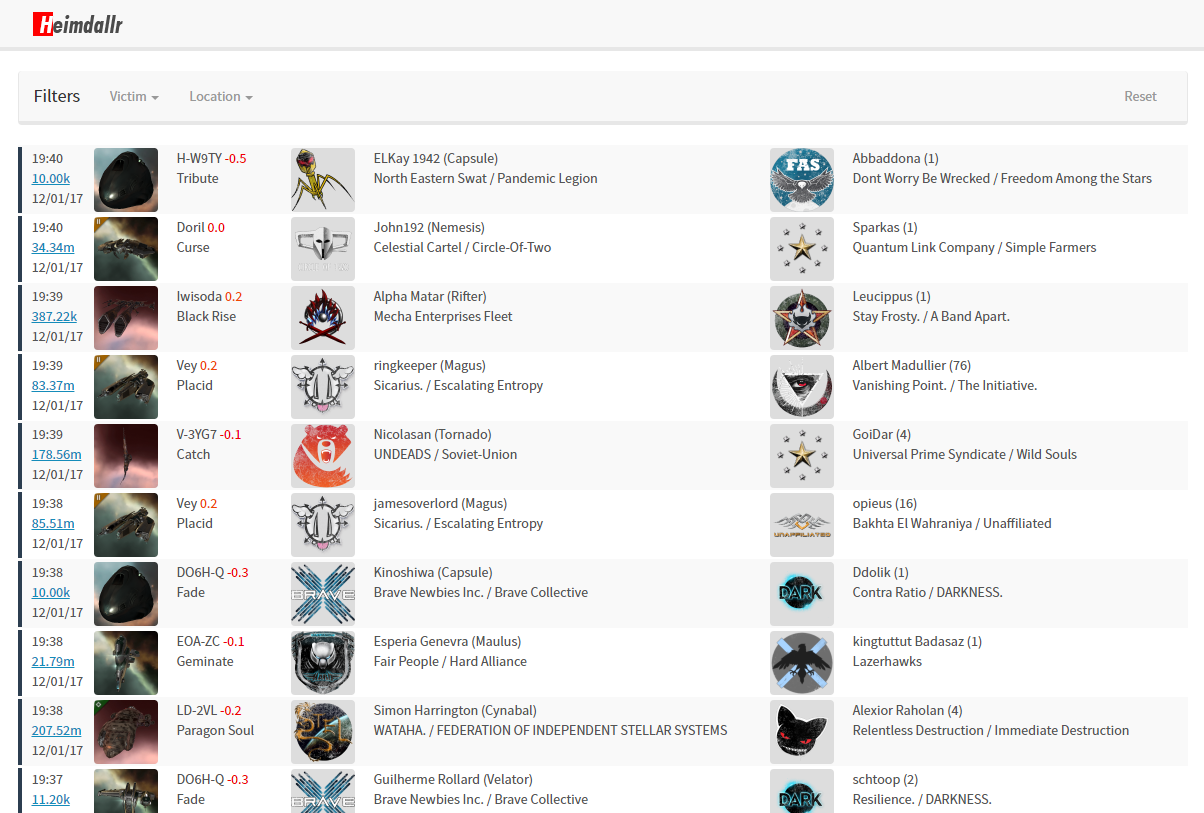 Heimdallr
Filters Victim Location Reset
19:40 H-W9TY -0.5 ELKay 1942 (Capsule) FAS Abbaddona (1)
10.00k Tribute North Eastern Swat / Pandemic Legion Dont Worry Be Wrecked / Freedom Among the Stars
12/01/17
19:40 Doril 0.0 John192 (Nemesis) Sparkas (1)
34.34m Curse Celestial Cartel / Circle-Of-Two Quantum Link Company / Simple Farmers
12/01/17
19:39 Iwisoda 0.2 Alpha Matar (Rifter) Leucippus (1)
387.22k Black Rise Mecha Enterprises Fleet Stay Frosty. / A Band Apart.
12/01/17
19:39 Vey 0.2 ringkeeper (Magus) Albert Madullier (76)
83.37m Placid Sicarius. / Escalating Entropy Vanishing Point. / The Initiative.
12/01/17
19:39 V-3YG7 -0.1 Nicolasan (Tornado) GoiDar (4)
178.56m Catch UNDEADS / Soviet-Union Universal Prime Syndicate / Wild Souls
12/01/17
19:38 Vey 0.2 jamesoverlord (Magus) opieus (16)
85.51m Placid Sicarius. / Escalating Entropy UNAFFILIATED Bakhta El Wahraniya / Unaffiliated
12/01/17
19:38 DO6H-Q -0.3 Kinoshiwa (Capsule) Ddolik (1)
10.00k Fade BRAVE Brave Newbies Inc. / Brave Collective DARK Contra Ratio / DARKNESS.
12/01/17
19:38 EOA-ZC -0.1 Esperia Genevra (Maulus) kingtuttut Badasaz (1)
21.79m Geminate Fair People / Hard Alliance Lazerhawks
12/01/17
19:38 LD-2VL -0.2 Simon Harrington (Cynabal) Alexior Raholan (4)
207.52m Paragon Soul WATAHA. / FEDERATION OF INDEPENDENT STELLAR SYSTEMS Relentless Destruction / Immediate Destruction
12/01/17
19:37 DO6H-Q -0.3 Guilherme Rollard (Velator) schtoop (2)
11.20k Fade BRAVE Brave Newbies Inc. / Brave Collective DARK Resilience. / DARKNESS.